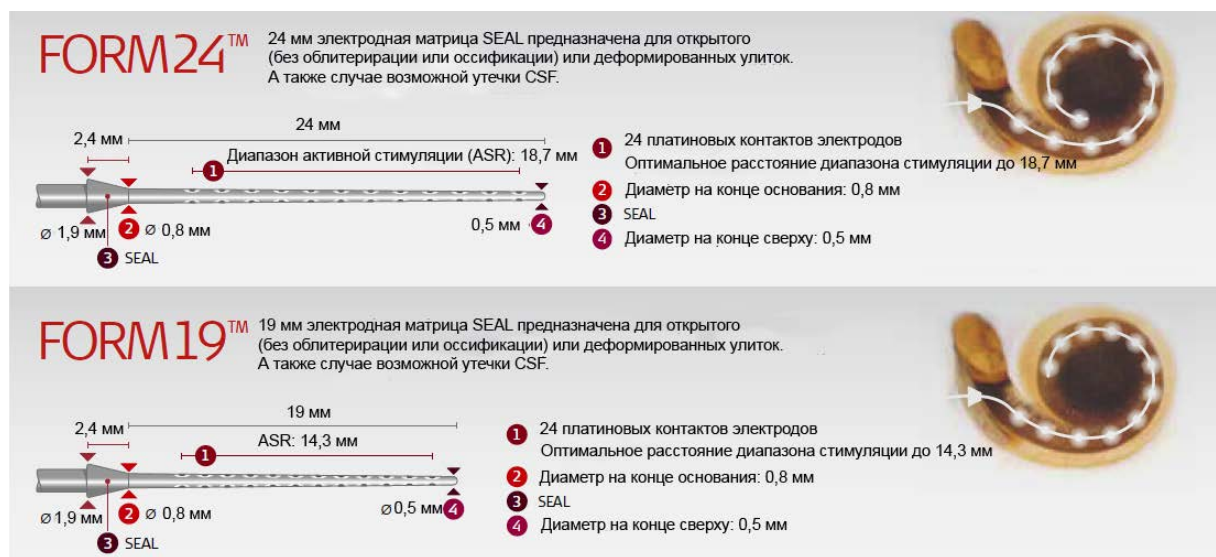 FORM24™
24 мм электродная матрица SEAL предназначена для открытого
(без облитерирации или оссификации) или деформированных улиток.
А также случае возможной утечки CSF.
24 мм
2,4 мм
Диапазон активной стимуляции (ASR): 18,7 мм
1
ø 1,9 мм
2 ø 0,8 мм
0,5 мм 4
3 SEAL
1 24 платиновых контактов электродов
Оптимальное расстояние диапазона стимуляции до 18,7 мм
2 Диаметр на конце основания: 0,8 мм
3 SEAL
4 Диаметр на конце сверху: 0,5 мм
FORM19™
19 мм электродная матрица SEAL предназначена для открытого
(без облитерирации или оссификации) или деформированных улиток.
А также случае возможной утечки CSF.
19 мм
2,4 мм
ASR: 14,3 мм
1
ø 1,9 мм
2 ø 0,8 мм
ø 0,5 мм 4
3 SEAL
1 24 платиновых контактов электродов
Оптимальное расстояние диапазона стимуляции до 14,3 мм
2 Диаметр на конце основания: 0,8 мм
3 SEAL
4 Диаметр на конце сверху: 0,5 мм